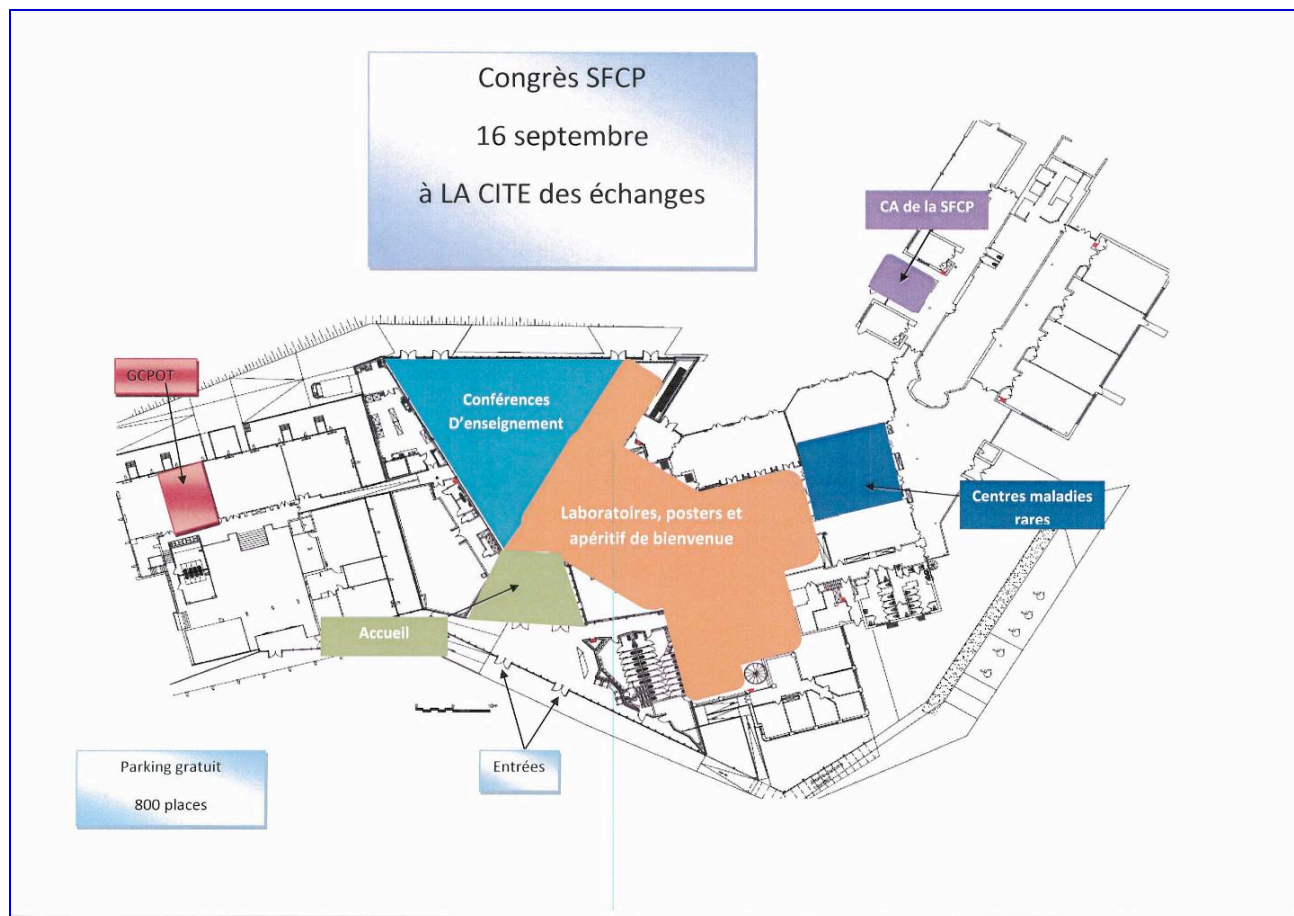 Congrès SFCP
16 septembre
à LA CITE des échanges
CA de la SFCP
GCPOT
Conférences
D'enseignement
Laboratoires, posters et
apéritif de bienvenue
Centres maladies
rares
Accueil
Entrées
Parking gratuit
800 places